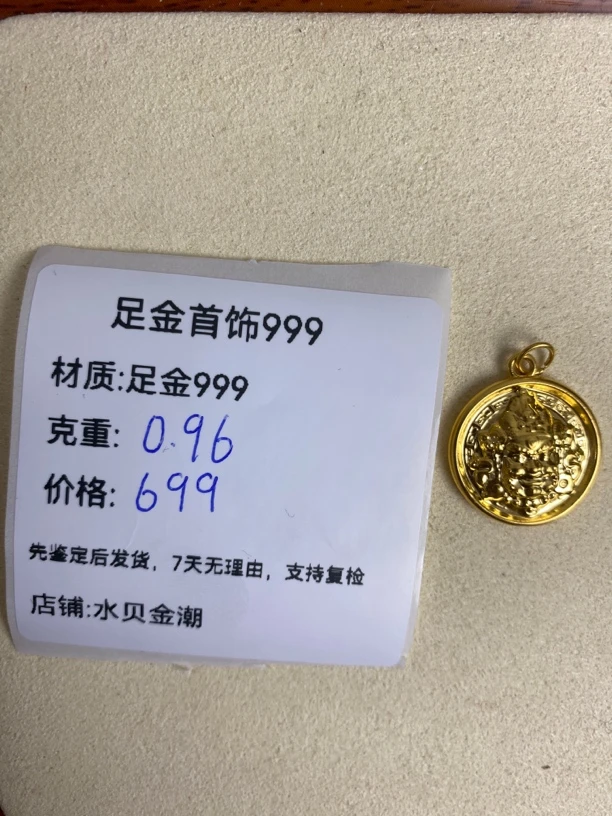 足金首饰999
材质:足金999
克重: 0.96
价格: 699
先鉴定后发货，7天无理由，支持复检
店铺:水贝金潮